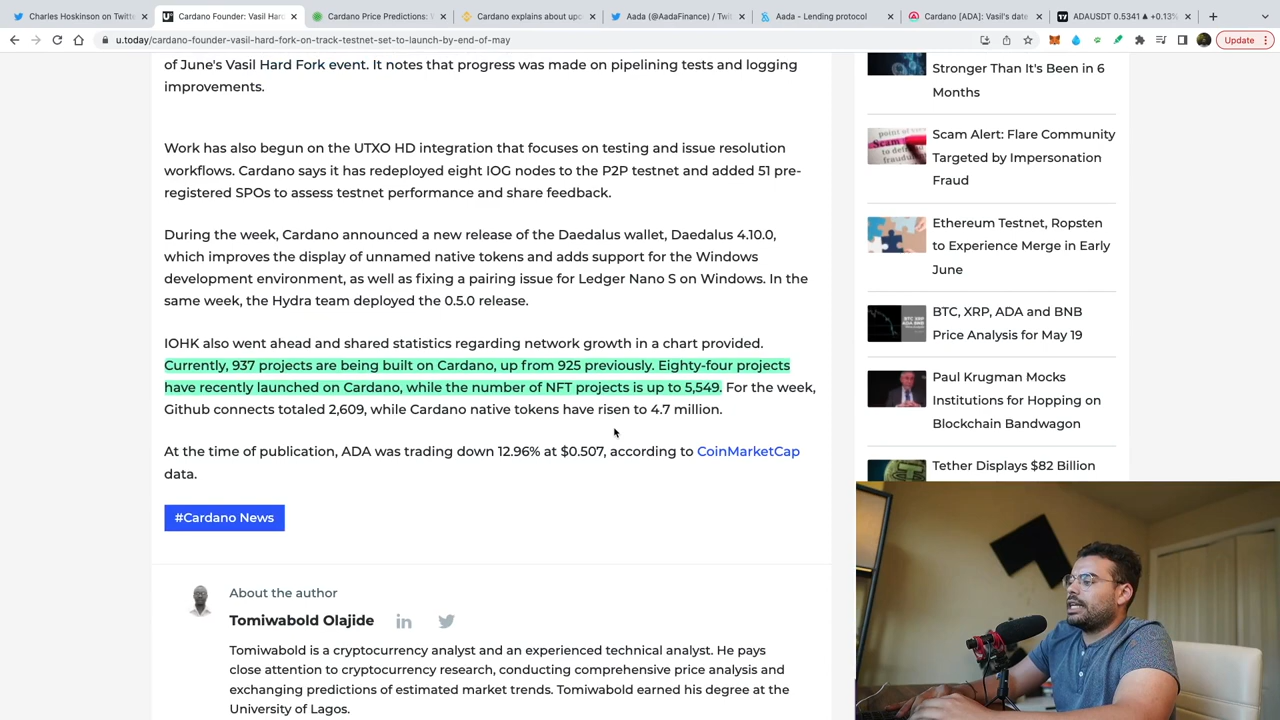 Charles Hoskinson on Twitte
Cardano Founder: Vasil Har
Cardano Price Predictions: V
Cardano explains about upc
Aada (@AadaFinance) / Twit
Aada - Lending protocol
Cardano [ADA]: Vasil's date
ADAUSDT 0.5341 ▲ +0.13%
u.today/cardano-founder-vasil-hard-fork-on-track-testnet-set-to-launch-by-end-of-may
Update
of June's Vasil Hard Fork event. It notes that progress was made on pipelining tests and logging
improvements.
Work has also begun on the UTXO HD integration that focuses on testing and issue resolution
workflows. Cardano says it has redeployed eight IOG nodes to the P2P testnet and added 51 pre-
registered SPOs to assess testnet performance and share feedback.
During the week, Cardano announced a new release of the Daedalus wallet, Daedalus 4.10.0,
which improves the display of unnamed native tokens and adds support for the Windows
development environment, as well as fixing a pairing issue for Ledger Nano S on Windows. In the
same week, the Hydra team deployed the 0.5.0 release.
IOHK also went ahead and shared statistics regarding network growth in a chart provided.
Currently, 937 projects are being built on Cardano, up from 925 previously. Eighty-four projects
have recently launched on Cardano, while the number of NFT projects is up to 5,549. For the week,
Github connects totaled 2,609, while Cardano native tokens have risen to 4.7 million.
At the time of publication, ADA was trading down 12.96% at $0.507, according to CoinMarketCap
data.
#Cardano News
About the author
Tomiwabold Olajide
Tomiwabold is a cryptocurrency analyst and an experienced technical analyst. He pays
close attention to cryptocurrency research, conducting comprehensive price analysis and
exchanging predictions of estimated market trends. Tomiwabold earned his degree at the
University of Lagos.
Stronger Than It's Been in 6
Months
Scam Alert: Flare Community
Targeted by Impersonation
Fraud
Ethereum Testnet, Ropsten
to Experience Merge in Early
June
BTC, XRP, ADA and BNB
Price Analysis for May 19
Paul Krugman Mocks
Institutions for Hopping on
Blockchain Bandwagon
Tether Displays $82 Billion